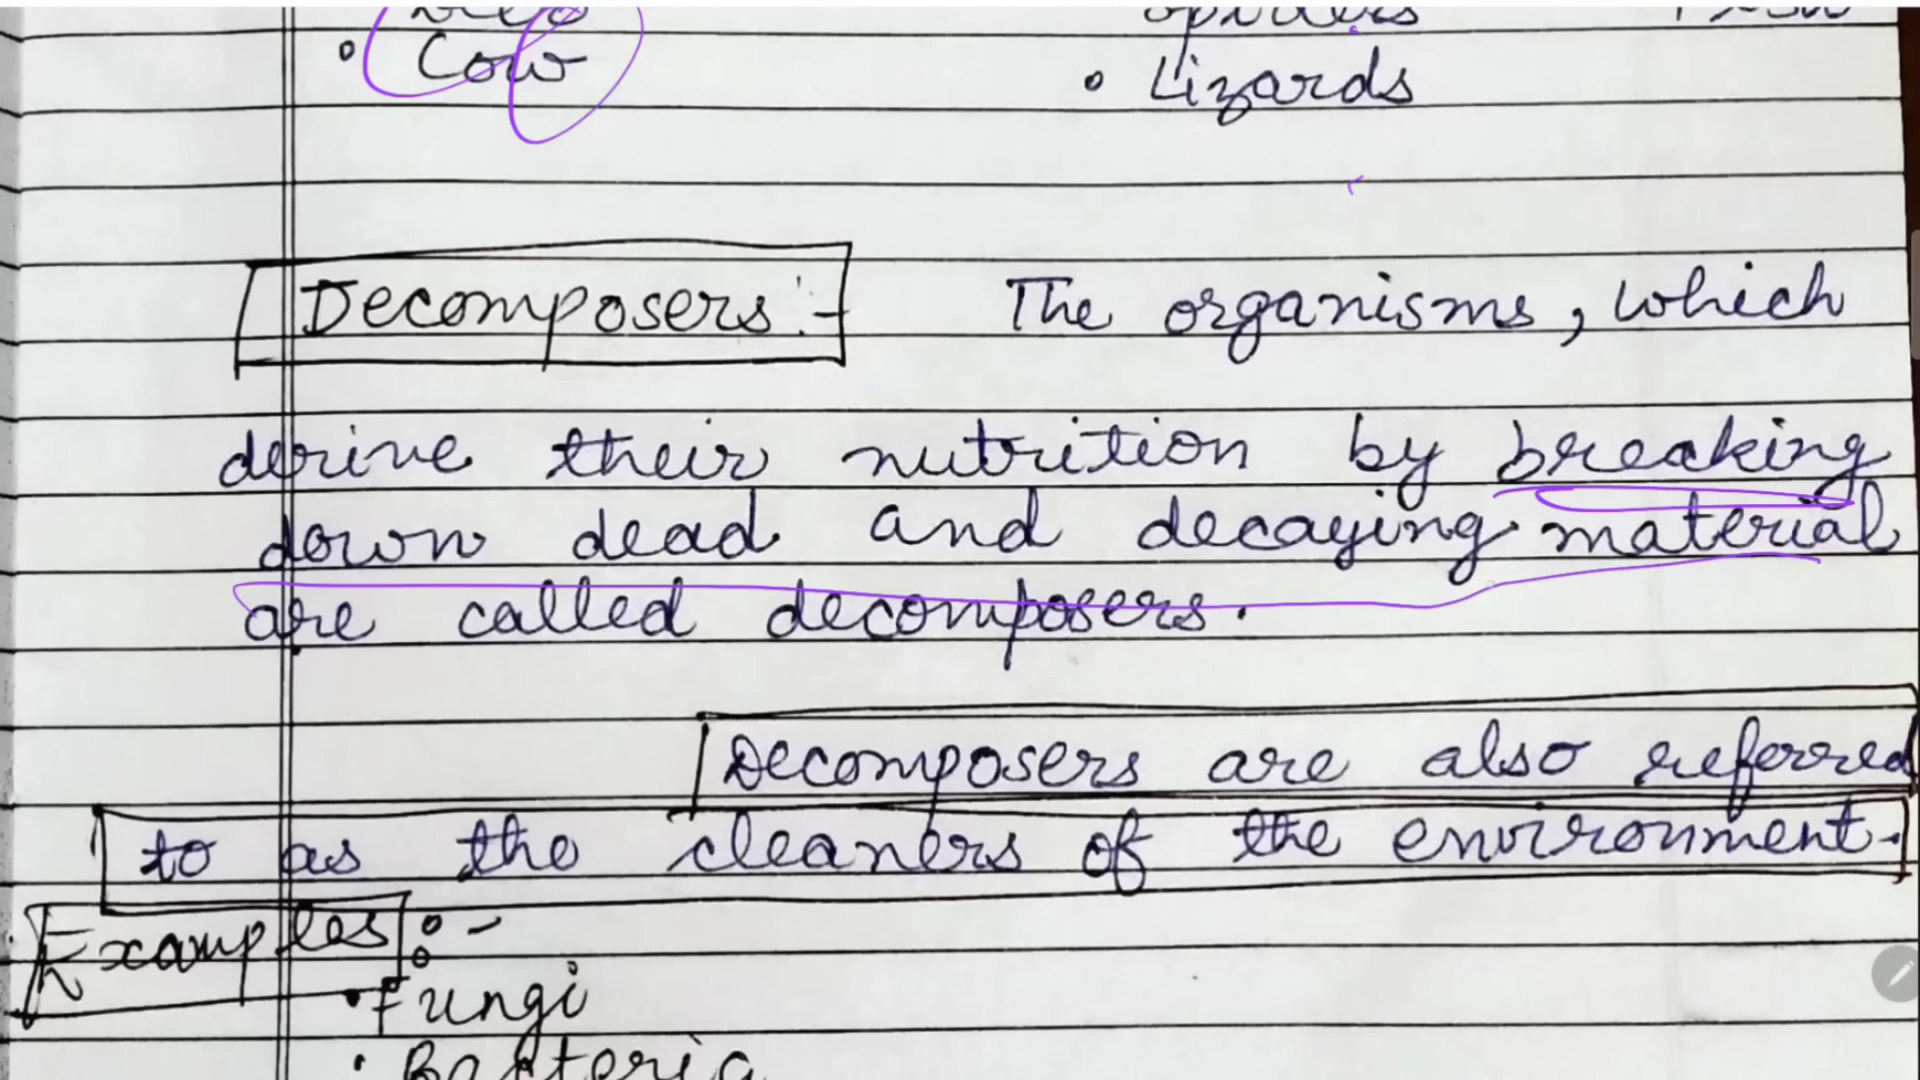 • Cow
• Lizards
Decomposers:- The organisms, which
derive their nutrition by breaking
down dead and decaying material
are called decomposers.
Decomposers are also referred
to as the cleaners of the environment.
Examples:-
• Fungi
• Bacteria